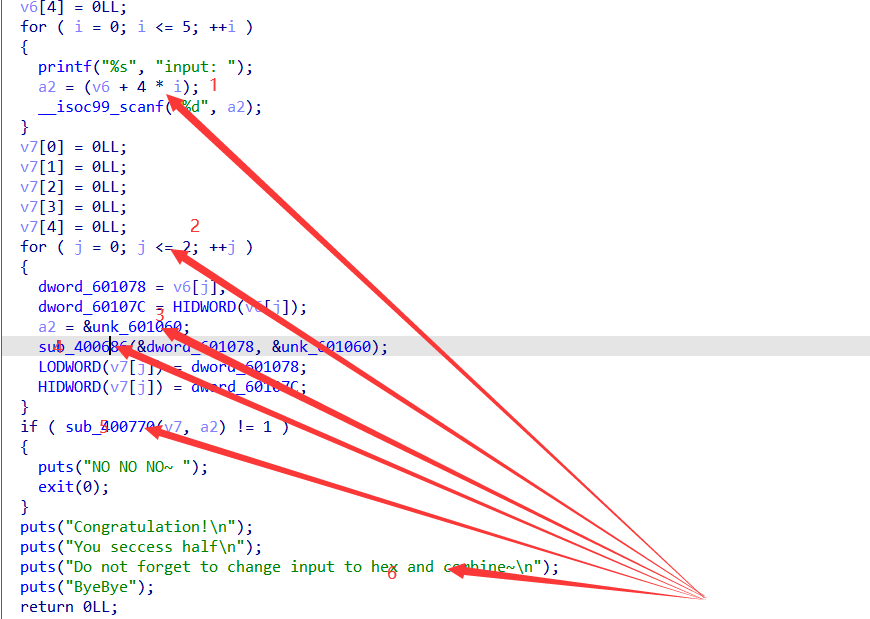 v6[4] = 0LL;
for ( i = 0; i <= 5; ++i )
{
printf("%s", "input: ");
a2 = (v6 + 4 * i); 1
__isoc99_scanf("%d", a2);
}
v7[0] = 0LL;
v7[1] = 0LL;
v7[2] = 0LL;
v7[3] = 0LL;
v7[4] = 0LL;
2
for ( j = 0; j <= 2; ++j )
{
dword_601078 = v6[j];
dword_60107C = HIDWORD(v6[j]);
3
a2 = &unk_601060;
sub_400686(&dword_601078, &unk_601060);
LODWORD(v7[j]) = dword_601078;
HIDWORD(v7[j]) = dword_60107C;
}
5
if ( sub_400770(v7, a2) != 1 )
{
puts("NO NO NO~ ");
exit(0);
}
puts("Congratulation!\n");
puts("You seccess half\n");
puts("Do not forget to change input to hex and combine~\n");
6
puts("ByeBye");
return 0LL;